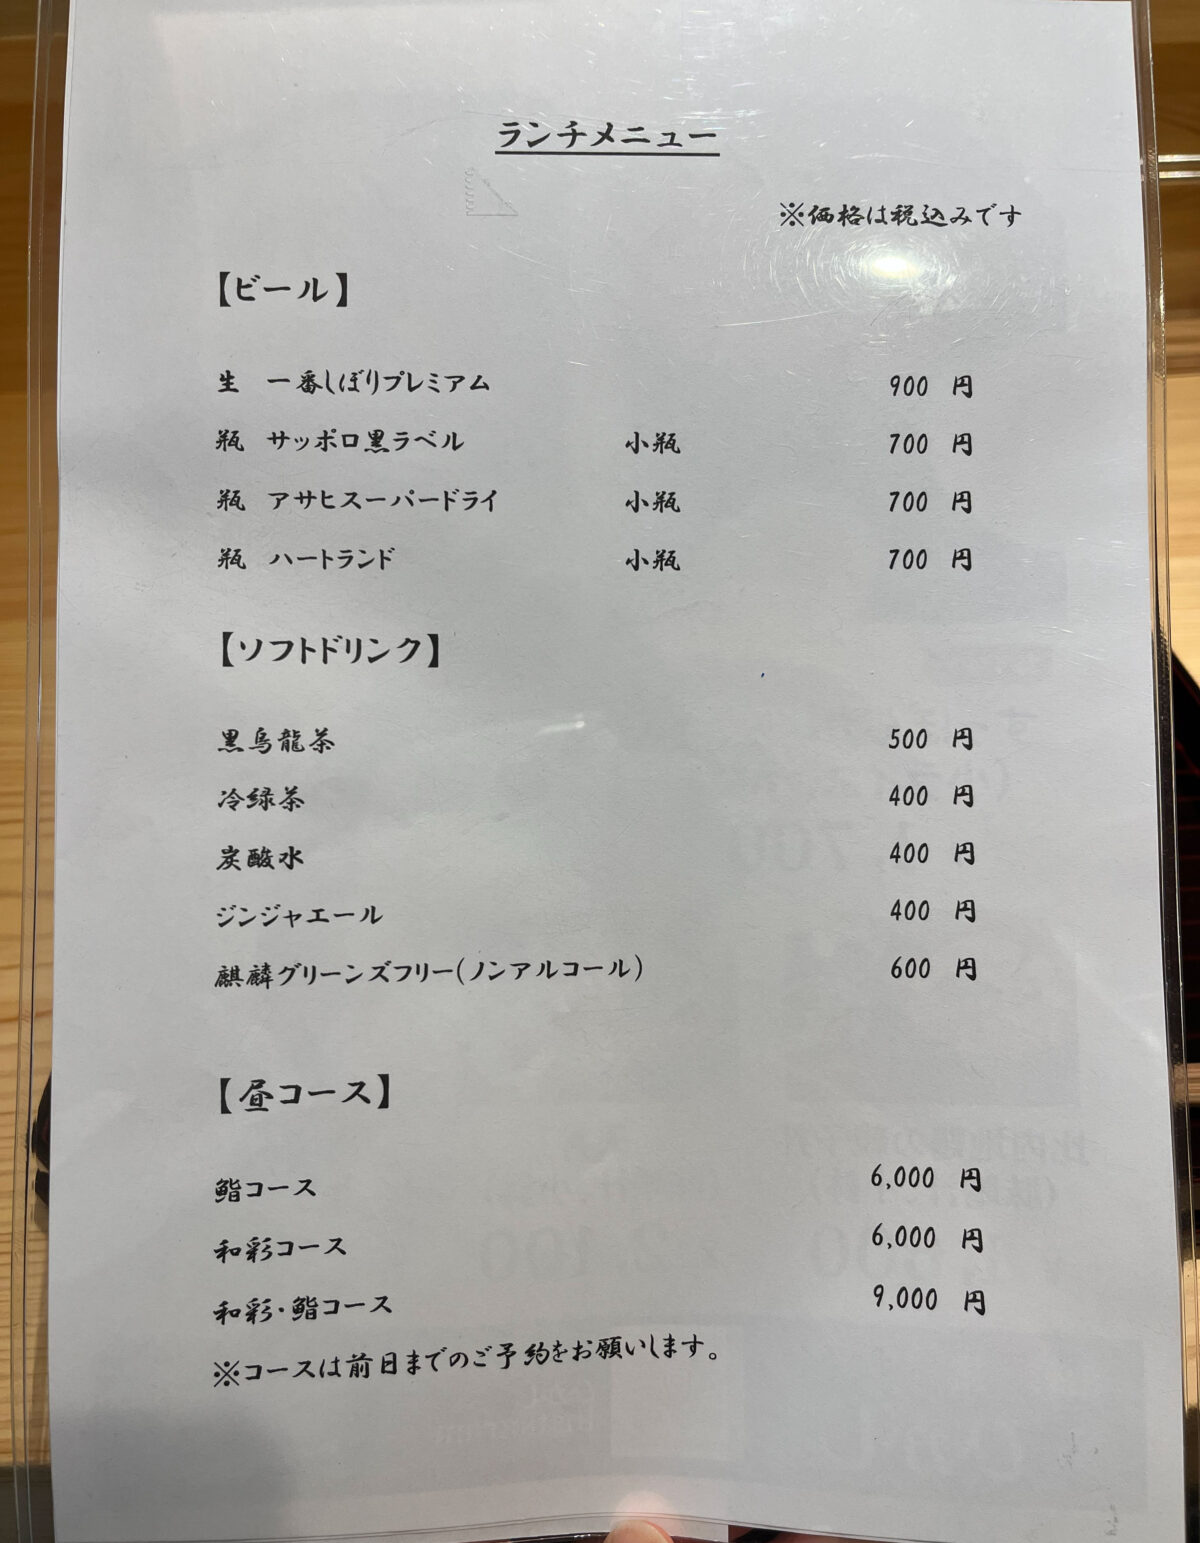 ランチメニュー
※価格は税込みです
【ビール】
生 一番しぼりプレミアム 900 円
瓶 サッポロ黒ラベル 小瓶 700 円
瓶 アサヒスーパードライ 小瓶 700 円
瓶 ハートランド 小瓶 700 円
【ソフトドリンク】
黒烏龍茶 500 円
冷緑茶 400 円
炭酸水 400 円
ジンジャエール 400 円
麒麟グリーンズフリー(ノンアルコール) 600 円
【昼コース】
鮨コース 6,000 円
和彩コース 6,000 円
和彩・鮨コース 9,000 円
※コースは前日までのご予約をお願いします。